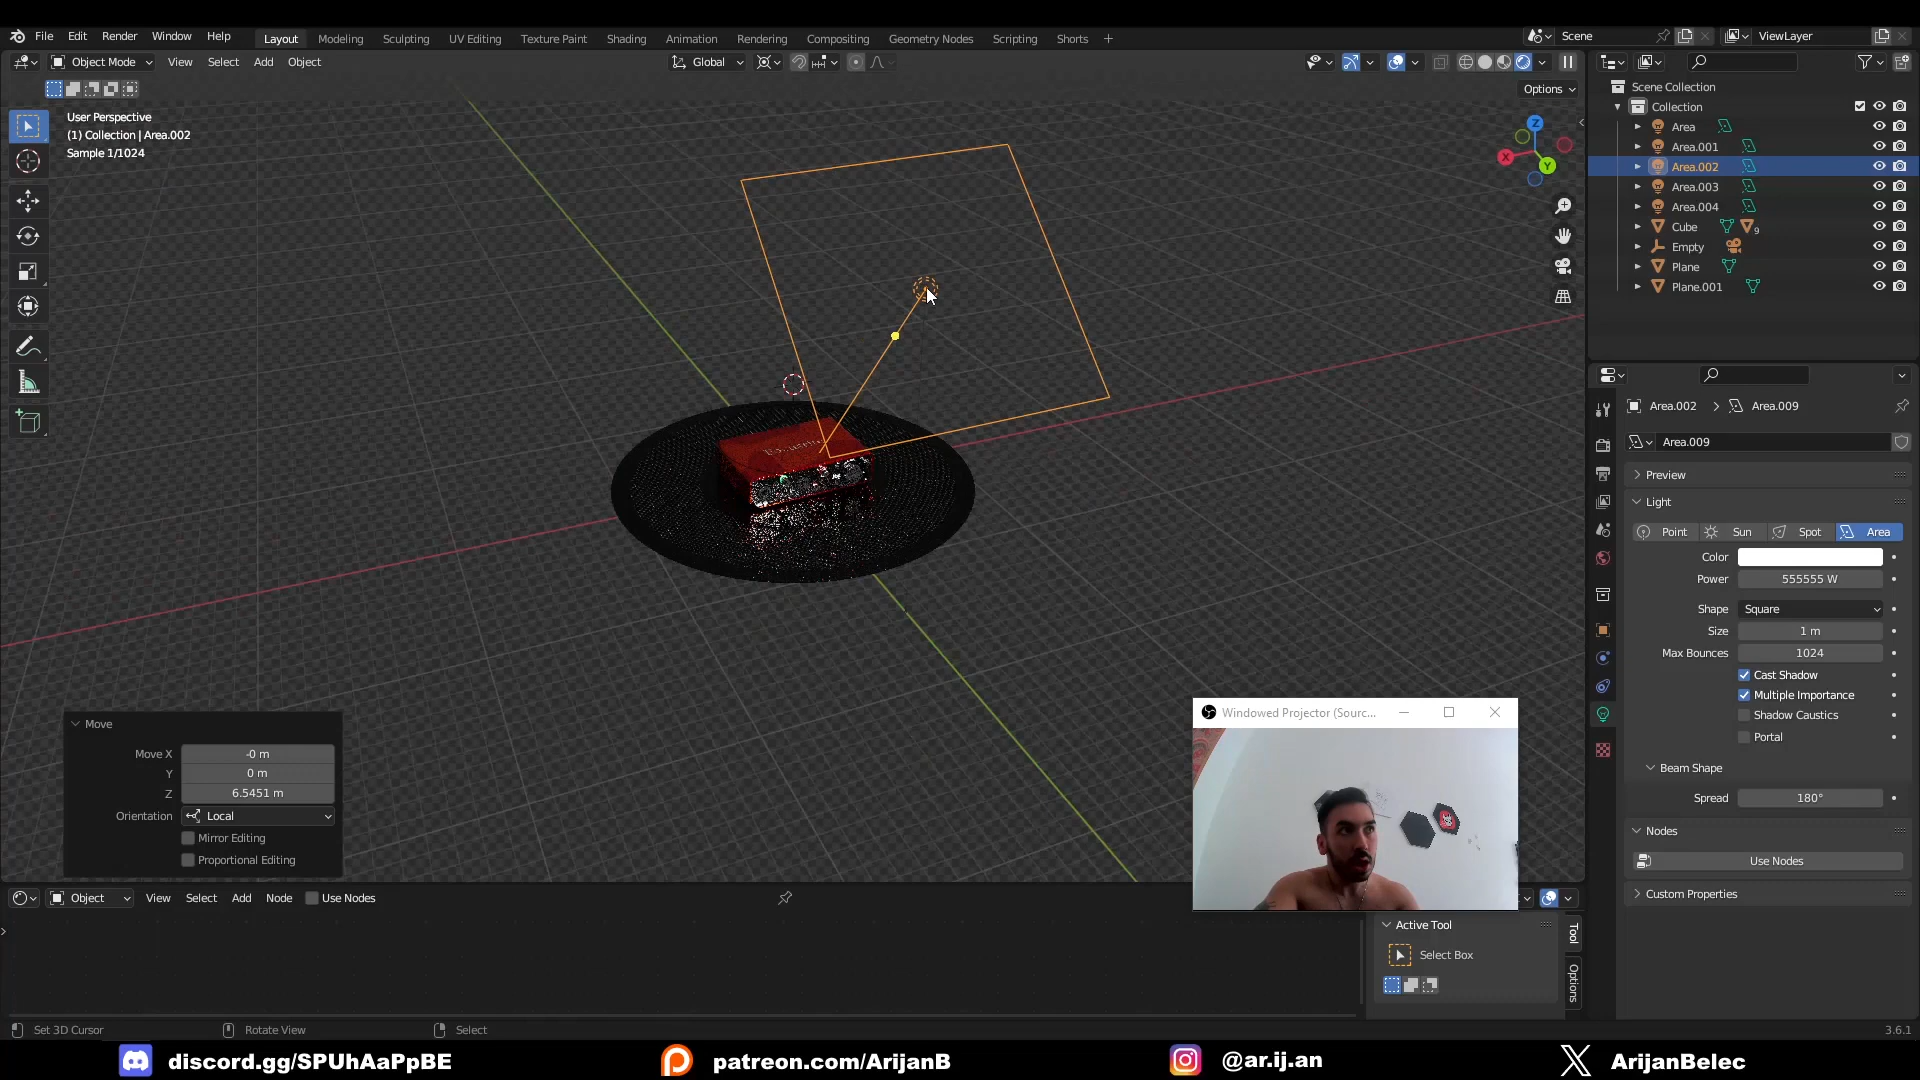 File Edit Render Window Help Layout Modeling Sculpting UV Editing Texture Paint Shading Animation Rendering Compositing Geometry Nodes Scripting Shorts + Scene ViewLayer
Object Mode View Select Add Object Global
Options
User Perspective
(1) Collection | Area.002
Sample 1/1024
Z
X
Y
Scene Collection
Collection
Area
Area.001
Area.002
Area.003
Area.004
Cube 9
Empty
Plane
Plane.001
Area.002 > Area.009
Area.009
Preview
Light
Point Sun Spot Area
Color
Power 555555 W
Shape Square
Size 1 m
Max Bounces 1024
Cast Shadow
Multiple Importance
Shadow Caustics
Portal
Beam Shape
Spread 180°
Nodes
Use Nodes
Custom Properties
Move
Move X -0 m
Y 0 m
Z 6.5451 m
Orientation Local
Mirror Editing
Proportional Editing
Windowed Projector (Sourc...
Object View Select Add Node Use Nodes
Active Tool
Select Box
Tool
Options
Set 3D Cursor Rotate View Select 3.6.1
discord.gg/SPUhAaPpBE patreon.com/ArijanB @ar.ij.an ArijanBelec